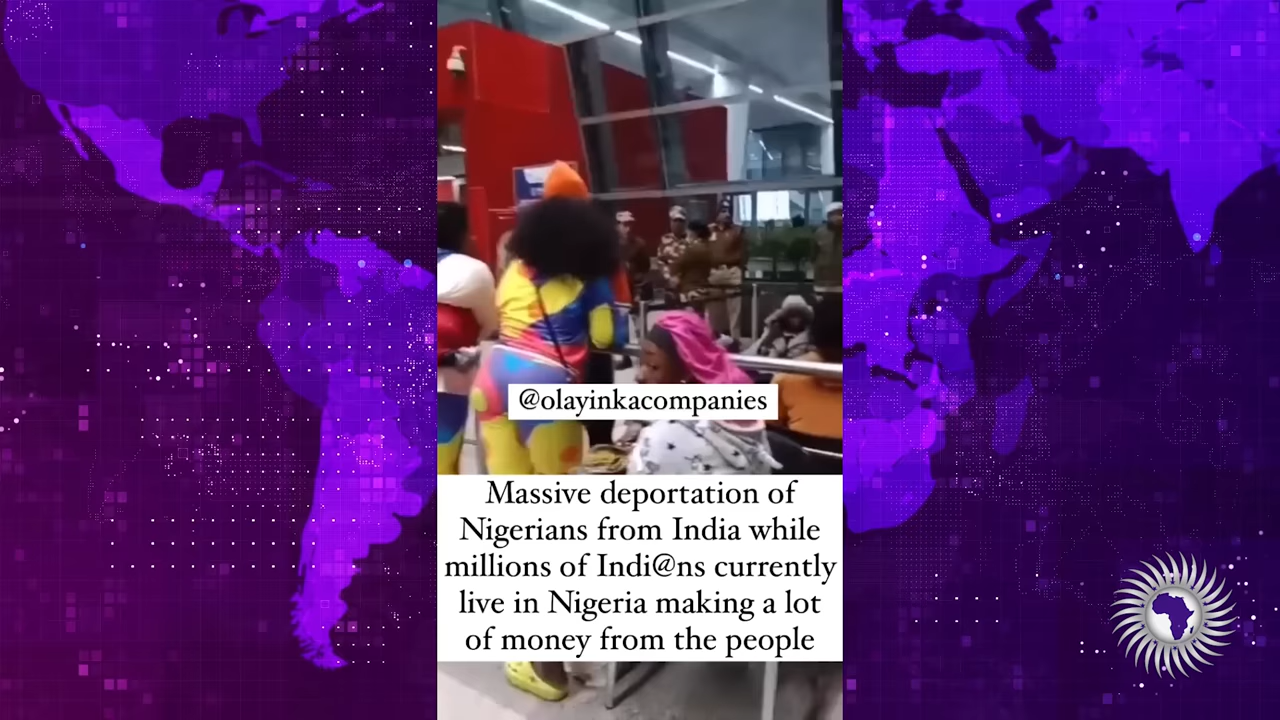 @olayinkacompanies
Massive deportation of
Nigerians from India while
millions of Indi@ns currently
live in Nigeria making a lot
of money from the people